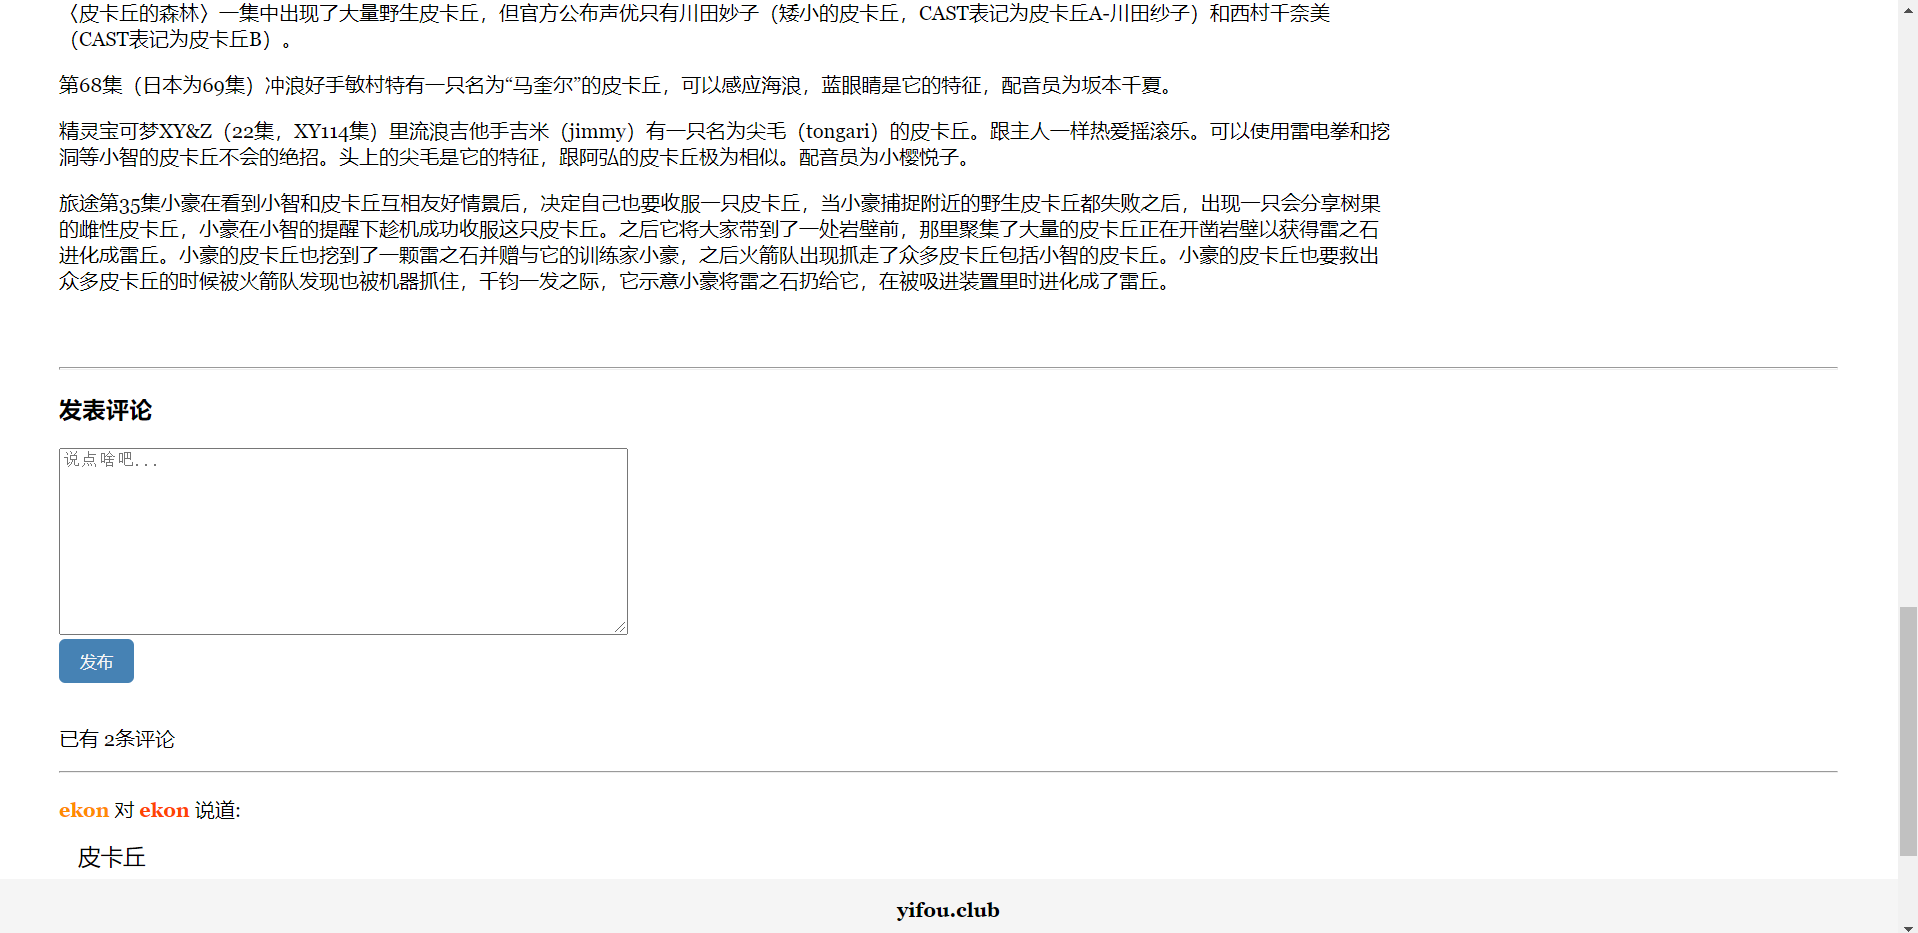 〈皮卡丘的森林〉一集中出现了大量野生皮卡丘，但官方公布声优只有川田妙子（矮小的皮卡丘，CAST表记为皮卡丘A-川田纱子）和西村千奈美
（CAST表记为皮卡丘B）。
第68集（日本为69集）冲浪好手敏村特有一只名为“马奎尔”的皮卡丘，可以感应海浪，蓝眼睛是它的特征，配音员为坂本千夏。
精灵宝可梦XY&Z（22集，XY114集）里流浪吉他手吉米（jimmy）有一只名为尖毛（tongari）的皮卡丘。跟主人一样热爱摇滚乐。可以使用雷电拳和挖
洞等小智的皮卡丘不会的绝招。头上的尖毛是它的特征，跟阿弘的皮卡丘极为相似。配音员为小樱悦子。
旅途第35集小豪在看到小智和皮卡丘互相友好情景后，决定自己也要收服一只皮卡丘，当小豪捕捉附近的野生皮卡丘都失败之后，出现一只会分享树果
的雌性皮卡丘，小豪在小智的提醒下趁机成功收服这只皮卡丘。之后它将大家带到了一处岩壁前，那里聚集了大量的皮卡丘正在开凿岩壁以获得雷之石
进化成雷丘。小豪的皮卡丘也挖到了一颗雷之石并赠与它的训练家小豪，之后火箭队出现抓走了众多皮卡丘包括小智的皮卡丘。小豪的皮卡丘也要救出
众多皮卡丘的时候被火箭队发现也被机器抓住，千钧一发之际，它示意小豪将雷之石扔给它，在被吸进装置里时进化成了雷丘。
发表评论
说点啥吧...
发布
已有 2条评论
ekon 对 ekon 说道:
皮卡丘
yifou.club